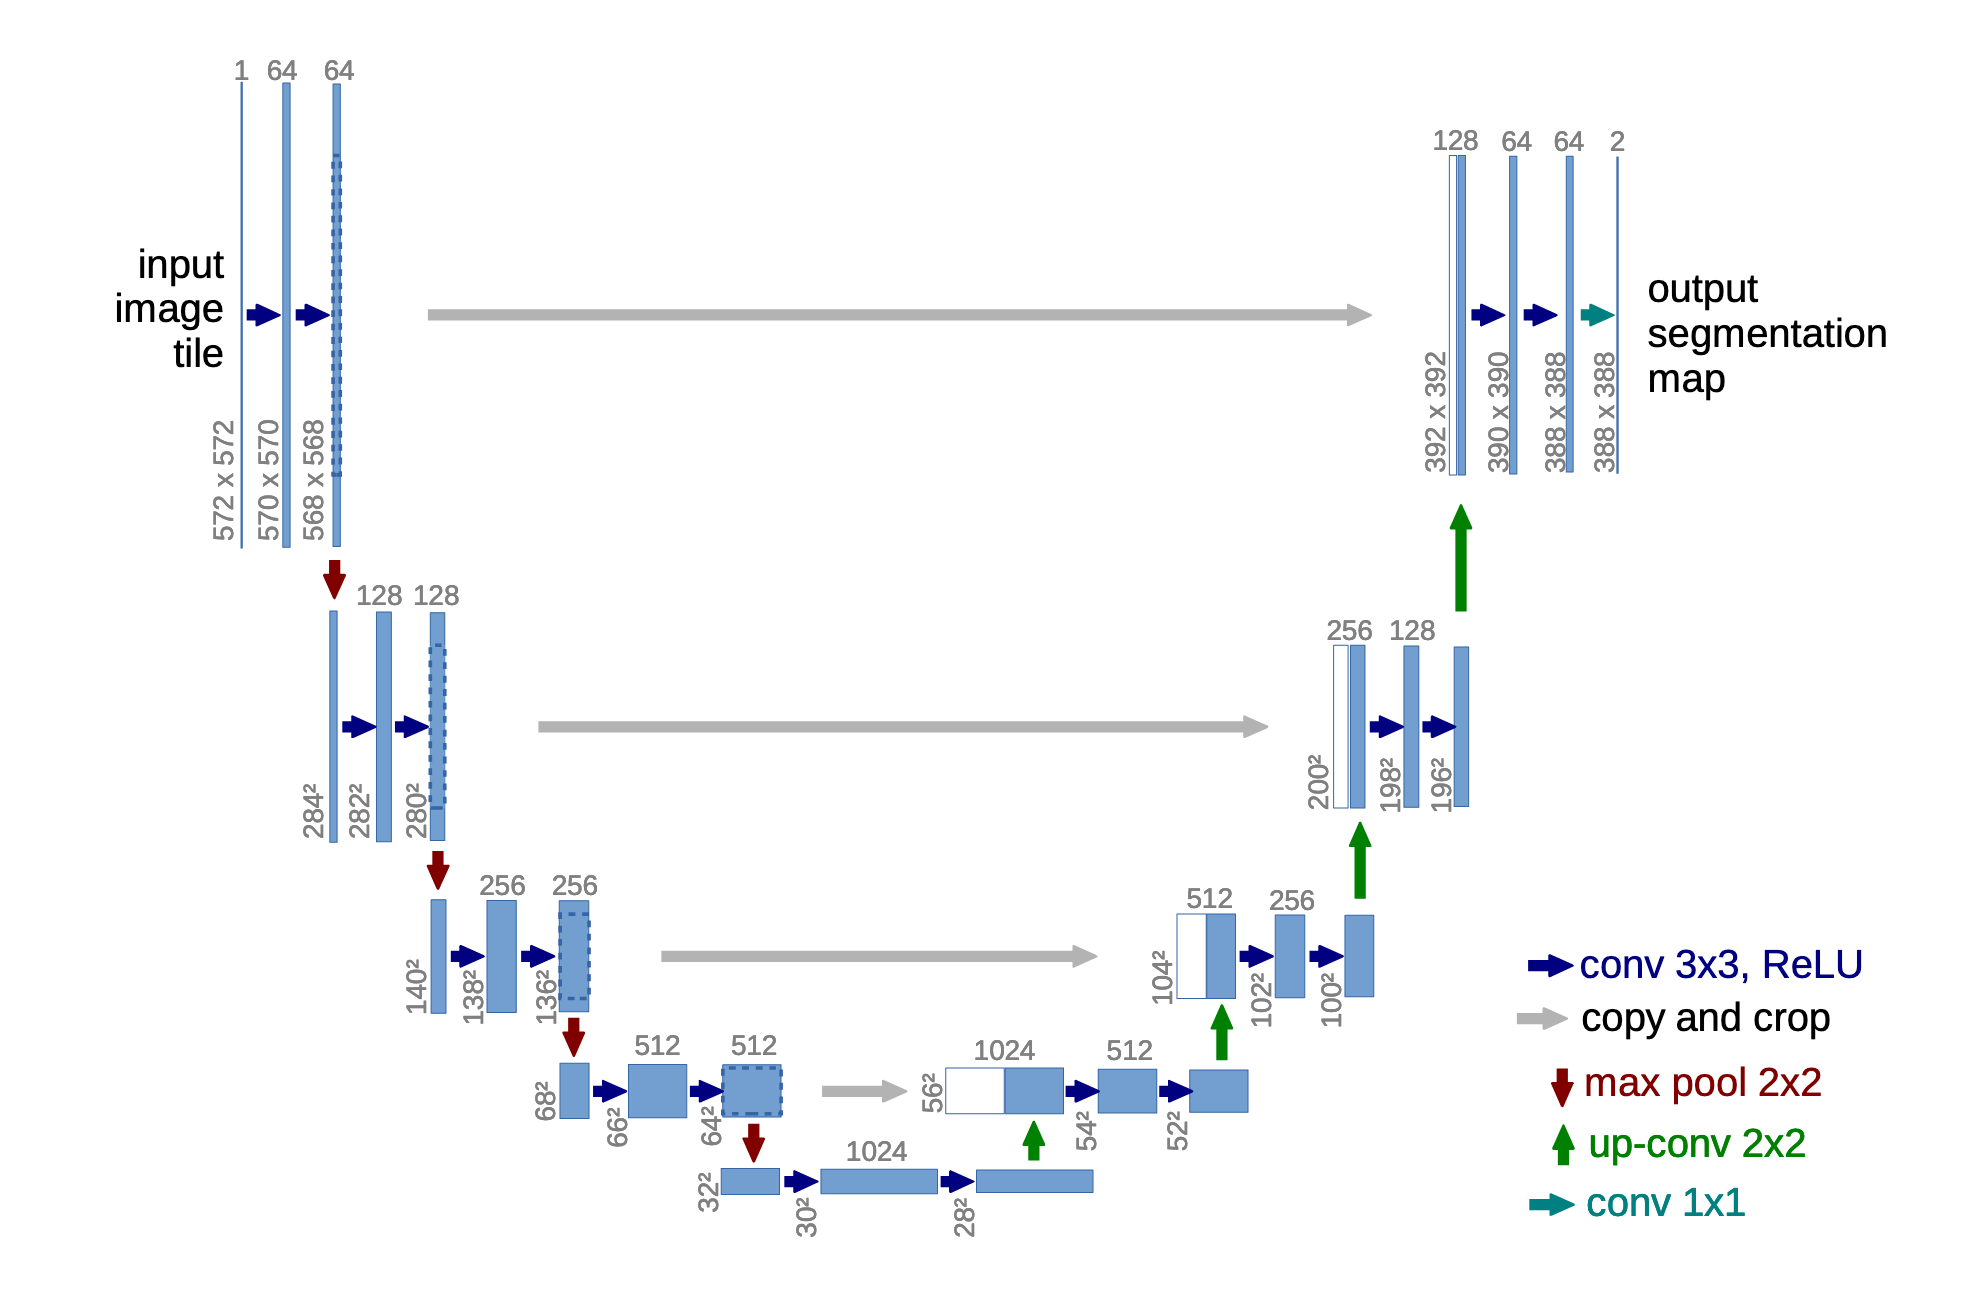 1 64 64
128 64 64 2
input
image
tile
output
segmentation
map
572 x 572
570 x 570
568 x 568
392 x 392
390 x 390
388 x 388
388 x 388
128 128
256 128
284²
282²
280²
200²
198²
196²
256 256
512 256
140²
138²
136²
104²
102²
100²
512 512
1024 512
68²
66²
64²
56²
54²
52²
1024
32²
30²
28²
conv 3x3, ReLU
copy and crop
max pool 2x2
up-conv 2x2
conv 1x1